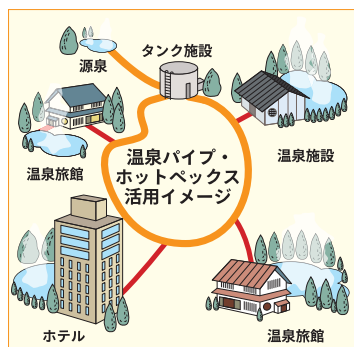 タンク施設
源泉
温泉旅館
温泉施設
温泉パイプ・
ホットペックス
活用イメージ
ホテル
温泉旅館